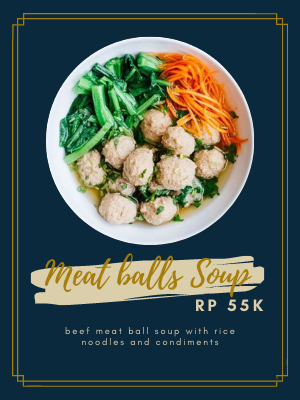 Meat balls Soup
RP 55K
beef meat ball soup with rice
noodles and condiments